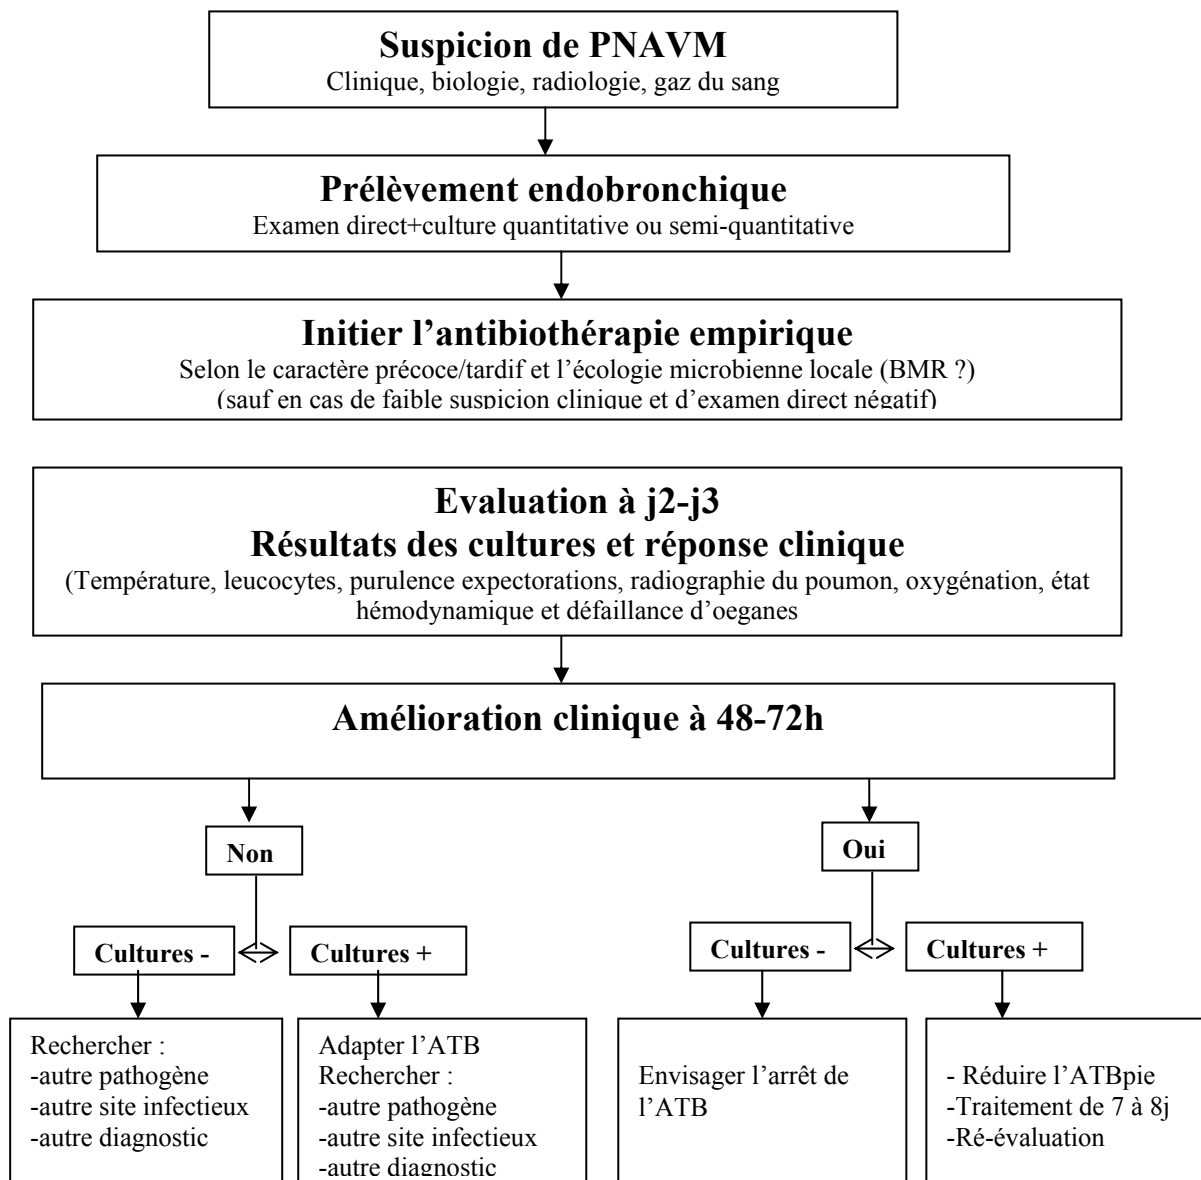 Suspicion de PNAVM
Clinique, biologie, radiologie, gaz du sang
Prélèvement endobronchique
Examen direct+culture quantitative ou semi-quantitative
Initier l’antibiothérapie empirique
Selon le caractère précoce/tardif et l’écologie microbienne locale (BMR ?)
(sauf en cas de faible suspicion clinique et d’examen direct négatif)
Evaluation à j2-j3
Résultats des cultures et réponse clinique
(Température, leucocytes, purulence expectorations, radiographie du poumon, oxygénation, état
hémodynamique et défaillance d’oeganes
Amélioration clinique à 48-72h
Non
Oui
Cultures -
Cultures +
Cultures -
Cultures +
Rechercher :
-autre pathogène
-autre site infectieux
-autre diagnostic
Adapter l’ATB
Rechercher :
-autre pathogène
-autre site infectieux
-autre diagnostic
Envisager l’arrêt de
l’ATB
- Réduire l’ATBpie
-Traitement de 7 à 8j
-Ré-évaluation